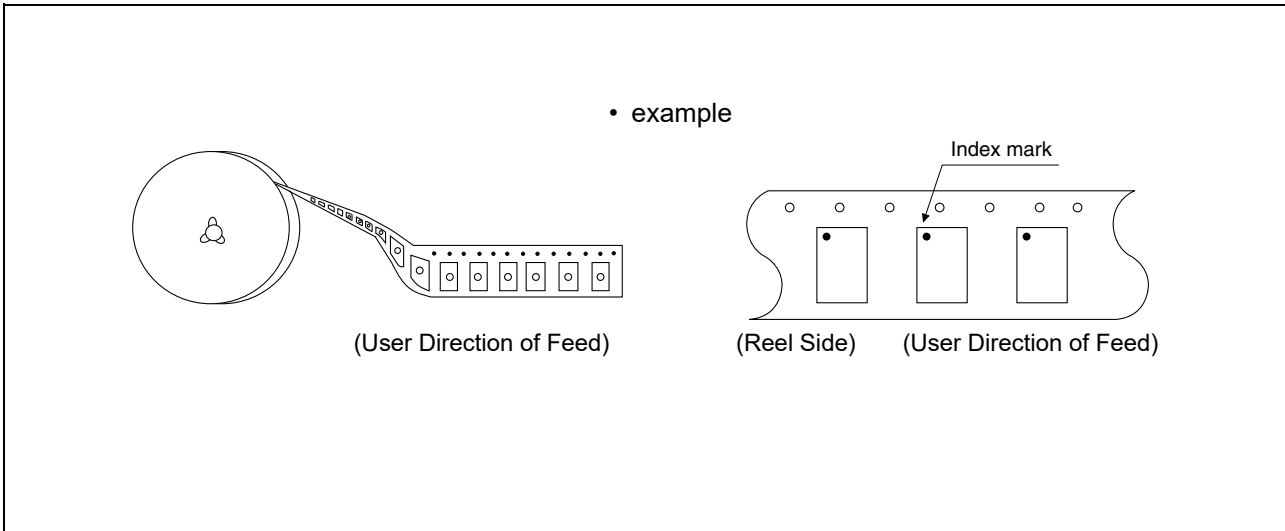 • example
Index mark
(User Direction of Feed)
(Reel Side)
(User Direction of Feed)